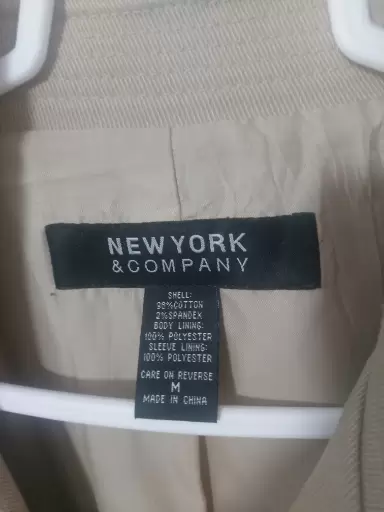 NEW YORK
& COMPANY
SHELL:
98% COTTON
2% SPANDEX
BODY LINING:
100% POLYESTER
SLEEVE LINING:
100% POLYESTER
CARE ON REVERSE
M
MADE IN CHINA